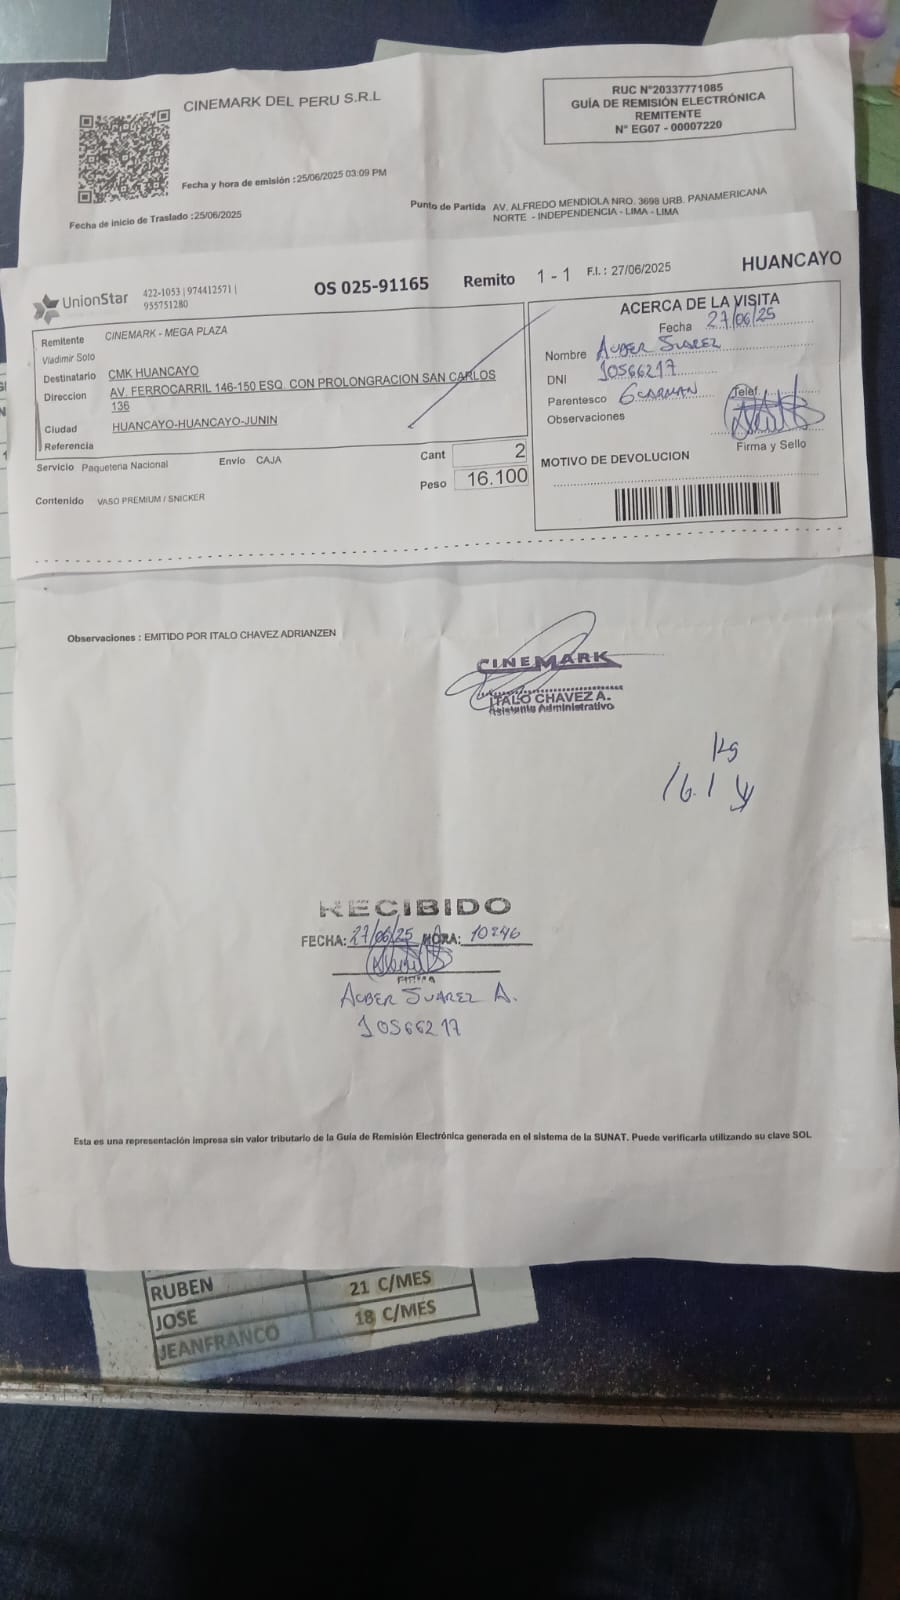 CINEMARK DEL PERU S.R.L
RUC N°20337771085
GUÍA DE REMISIÓN ELECTRÓNICA
REMITENTE
N° EG07 - 00007220
Fecha y hora de emisión :25/06/2025 03:09 PM
Fecha de inicio de Traslado :25/06/2025
Punto de Partida AV. ALFREDO MENDIOLA NRO. 3698 URB. PANAMERICANA
NORTE - INDEPENDENCIA - LIMA - LIMA
UnionStar
422-1053 | 974412571 |
955751280
OS 025-91165
Remito 1 - 1
F.I.: 27/06/2025
HUANCAYO
Remitente CINEMARK - MEGA PLAZA
Vladimir Solo
Destinatario CMK HUANCAYO
Direccion AV. FERROCARRIL 146-150 ESQ. CON PROLONGRACION SAN CARLOS
136
Ciudad HUANCAYO-HUANCAYO-JUNIN
Referencia
Servicio Paqueteria Nacional
Envio CAJA
Cant 2
Peso 16.100
Contenido VASO PREMIUM / SNICKER
ACERCA DE LA VISITA
Fecha 27/06/25
Nombre AUBER SUAREZ
DNI 10566217
Parentesco
Telef
Observaciones
Firma y Sello
MOTIVO DE DEVOLUCION
Observaciones : EMITIDO POR ITALO CHAVEZ ADRIANZEN
CINEMARK
ITALO CHAVEZ A.
Asistente Administrativo
Kg
16.1
RECIBIDO
FECHA: 27/06/25 HORA: 10:40
FIRMA
AUBER SUAREZ A.
10566217
Esta es una representación impresa sin valor tributario de la Guía de Remisión Electrónica generada en el sistema de la SUNAT. Puede verificarla utilizando su clave SOL
RUBEN 21 C/MES
JOSE 18 C/MES
JEANFRANCO